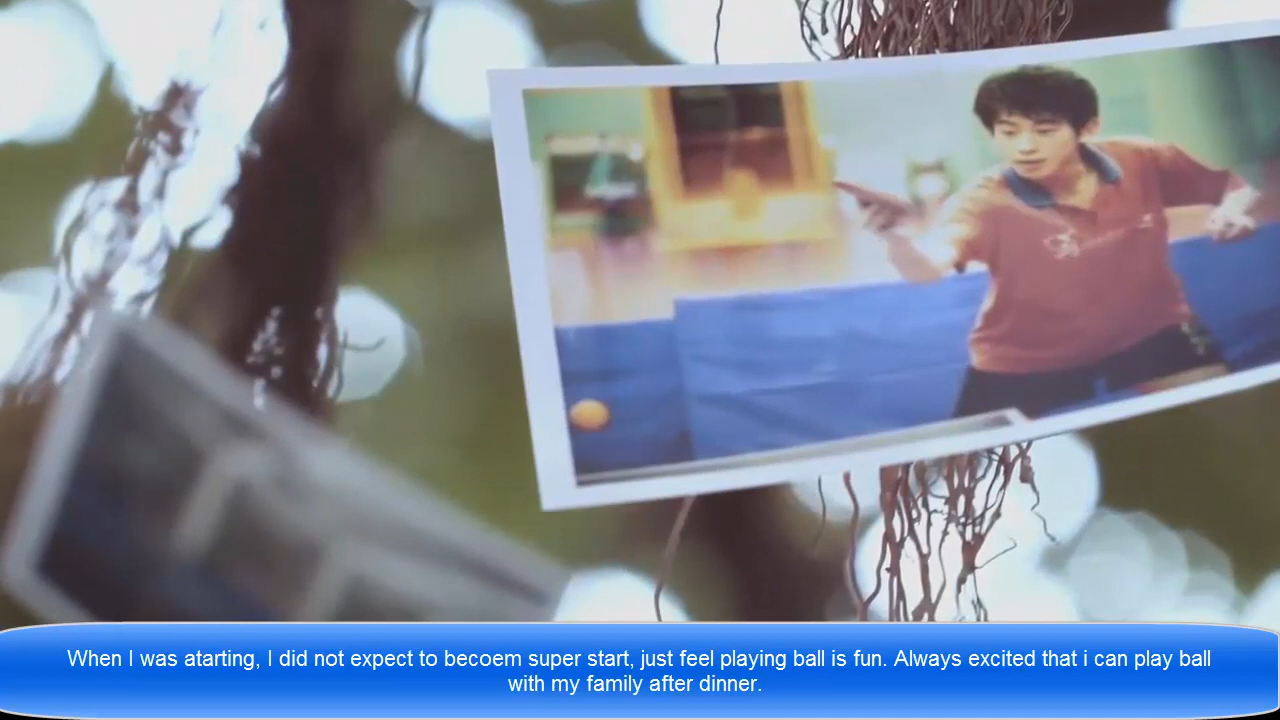 When I was atarting, I did not expect to becoem super start, just feel playing ball is fun. Always excited that i can play ball
with my family after dinner.